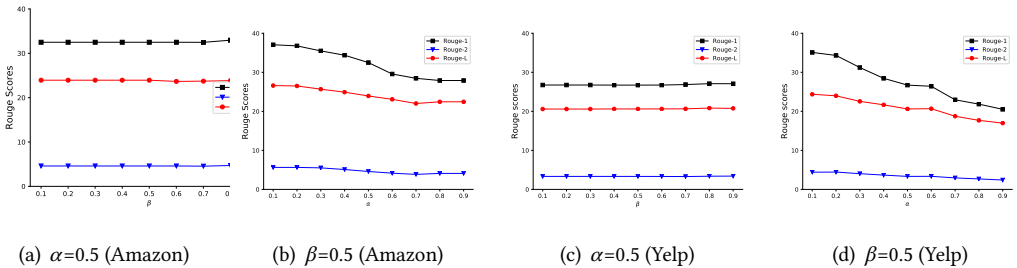 40
30
20
10
0
Rouge Scores
0.1 0.2 0.3 0.4 0.5 0.6 0.7
β
(a) α=0.5 (Amazon)
40
30
20
10
0
Rouge Scores
Rouge-1
Rouge-2
Rouge-L
0.1 0.2 0.3 0.4 0.5 0.6 0.7 0.8 0.9
α
(b) β=0.5 (Amazon)
40
30
20
10
0
Rouge scores
Rouge-1
Rouge-2
Rouge-L
0.1 0.2 0.3 0.4 0.5 0.6 0.7 0.8 0.9
β
(c) α=0.5 (Yelp)
40
30
20
10
0
Rouge scores
Rouge-1
Rouge-2
Rouge-L
0.1 0.2 0.3 0.4 0.5 0.6 0.7 0.8 0.9
α
(d) β=0.5 (Yelp)